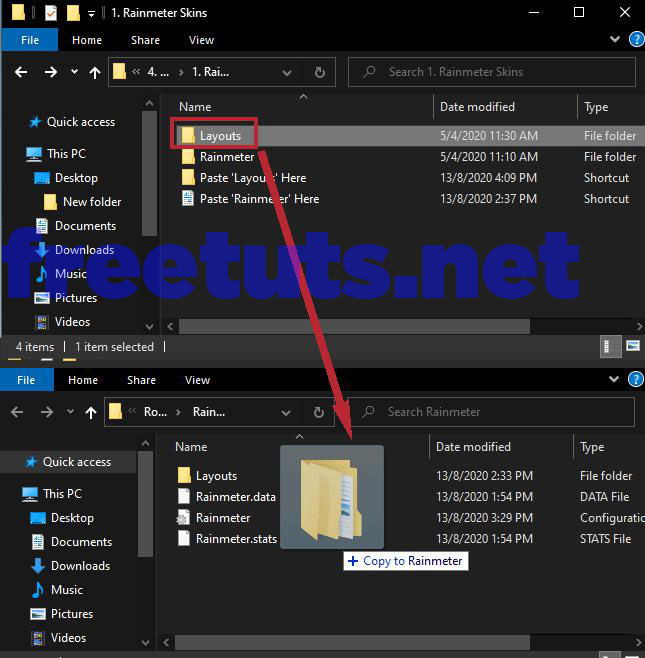 1. Rainmeter Skins
File Home Share View
4. ... 1. Rai... Search 1. Rainmeter Skins
Name Date modified Type
Quick access
This PC
Desktop
New folder
Documents
Downloads
Music
Pictures
Videos
Layouts 5/4/2020 11:30 AM File folder
Rainmeter 5/4/2020 11:10 AM File folder
Paste 'Layouts' Here 13/8/2020 4:09 PM Shortcut
Paste 'Rainmeter' Here 13/8/2020 2:37 PM Shortcut
freetuts.net
4 items 1 item selected
File Home Share View
Ro... Rain... Search Rainmeter
Name Date modified Type
Quick access
This PC
Desktop
Documents
Downloads
Music
Pictures
Videos
Layouts 13/8/2020 2:33 PM File folder
Rainmeter.data 13/8/2020 1:54 PM DATA File
Rainmeter 13/8/2020 3:29 PM Configuratio
Rainmeter.stats 13/8/2020 1:54 PM STATS File
Copy to Rainmeter